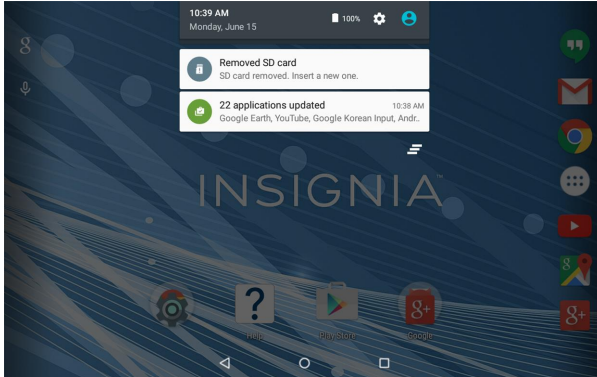 10:39 AM
100%
Monday, June 15
Removed SD card
SD card removed. Insert a new one.
22 applications updated
10:38 AM
Google Earth, YouTube, Google Korean Input, Andr..
INSIGNIA
Help
Play Store
Google